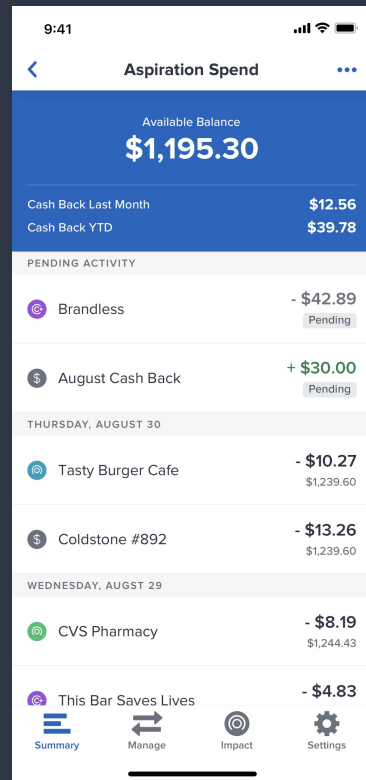 9:41
Aspiration Spend
Available Balance
$1,195.30
Cash Back Last Month $12.56
Cash Back YTD $39.78
PENDING ACTIVITY
Brandless - $42.89
Pending
August Cash Back + $30.00
Pending
THURSDAY, AUGUST 30
Tasty Burger Cafe - $10.27
$1,239.60
Coldstone #892 - $13.26
$1,239.60
WEDNESDAY, AUGST 29
CVS Pharmacy - $8.19
$1,244.43
This Bar Saves Lives - $4.83
Summary Manage Impact Settings